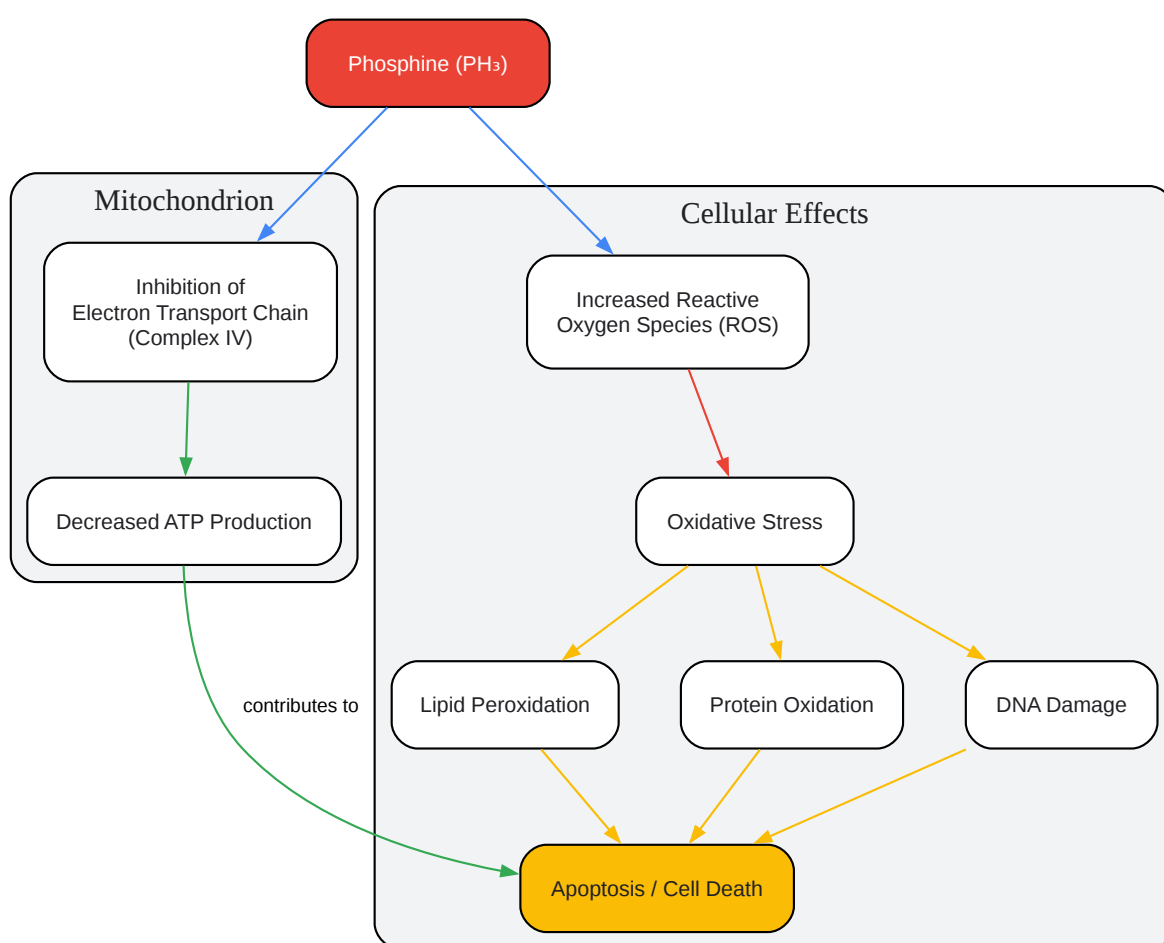 Phosphine (PH₃)
Mitochondrion
Cellular Effects
Inhibition of
Electron Transport Chain
(Complex IV)
Increased Reactive
Oxygen Species (ROS)
Decreased ATP Production
Oxidative Stress
Lipid Peroxidation
Protein Oxidation
DNA Damage
contributes to
Apoptosis / Cell Death